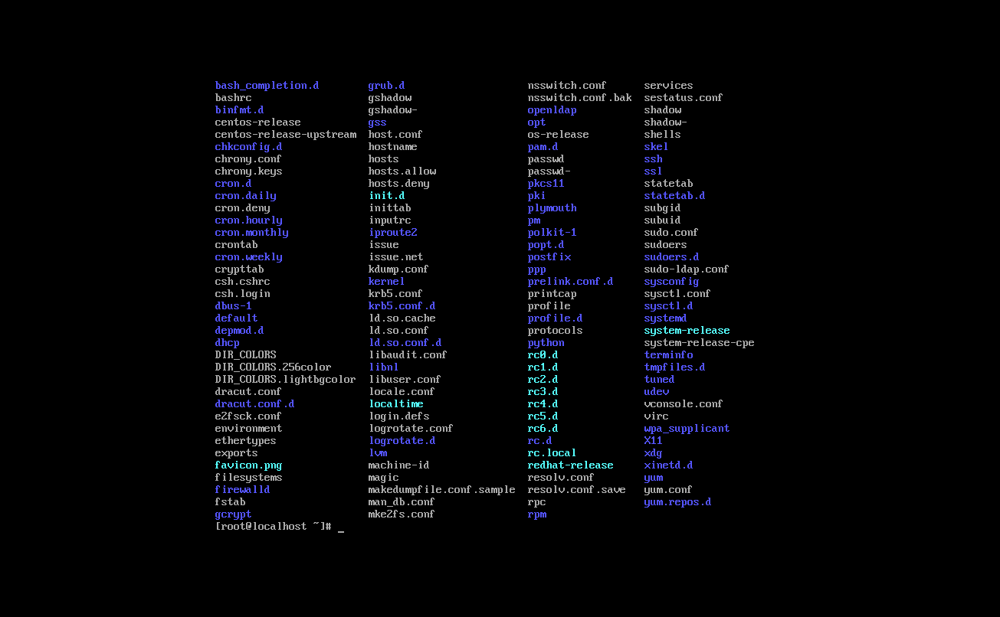 bash_completion.d grub.d nsswitch.conf services
bashrc gshadow nsswitch.conf.bak sestatus.conf
binfmt.d gshadow- openldap shadow
centos-release gss opt shadow-
centos-release-upstream host.conf os-release shells
chkconfig.d hostname pam.d skel
chrony.conf hosts passwd ssh
chrony.keys hosts.allow passwd- ssl
cron.d hosts.deny pkcs11 statetab
cron.daily init.d pki statetab.d
cron.deny inittab plymouth subgid
cron.hourly inputrc pm subuid
cron.monthly iproute2 polkit-1 sudo.conf
crontab issue popt.d sudoers
cron.weekly issue.net postfix sudoers.d
crypttab kdump.conf ppp sudo-ldap.conf
csh.cshrc kernel prelink.conf.d sysconfig
csh.login krb5.conf printcap sysctl.conf
dbus-1 krb5.conf.d profile sysctl.d
default ld.so.cache profile.d systemd
depmod.d ld.so.conf protocols system-release
dhcp ld.so.conf.d python system-release-cpe
DIR_COLORS libaudit.conf rc0.d terminfo
DIR_COLORS.256color libnl rc1.d tmpfiles.d
DIR_COLORS.lightbgcolor libuser.conf rc2.d tuned
dracut.conf locale.conf rc3.d udev
dracut.conf.d localtime rc4.d vconsole.conf
e2fsck.conf login.defs rc5.d virc
environment logrotate.conf rc6.d wpa_supplicant
ethertypes logrotate.d rc.d X11
exports lvm rc.local xdg
favicon.png machine-id redhat-release xinetd.d
filesystems magic resolv.conf yum
firewalld makedumpfile.conf.sample resolv.conf.save yum.conf
fstab man_db.conf rpc yum.repos.d
gcrypt mke2fs.conf rpm
[root@localhost ~]# _